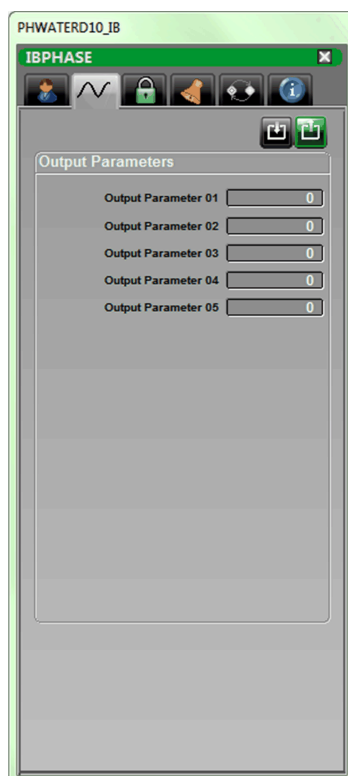 PHWATERD10_IB
IBPHASE
Output Parameters
Output Parameter 01 0
Output Parameter 02 0
Output Parameter 03 0
Output Parameter 04 0
Output Parameter 05 0